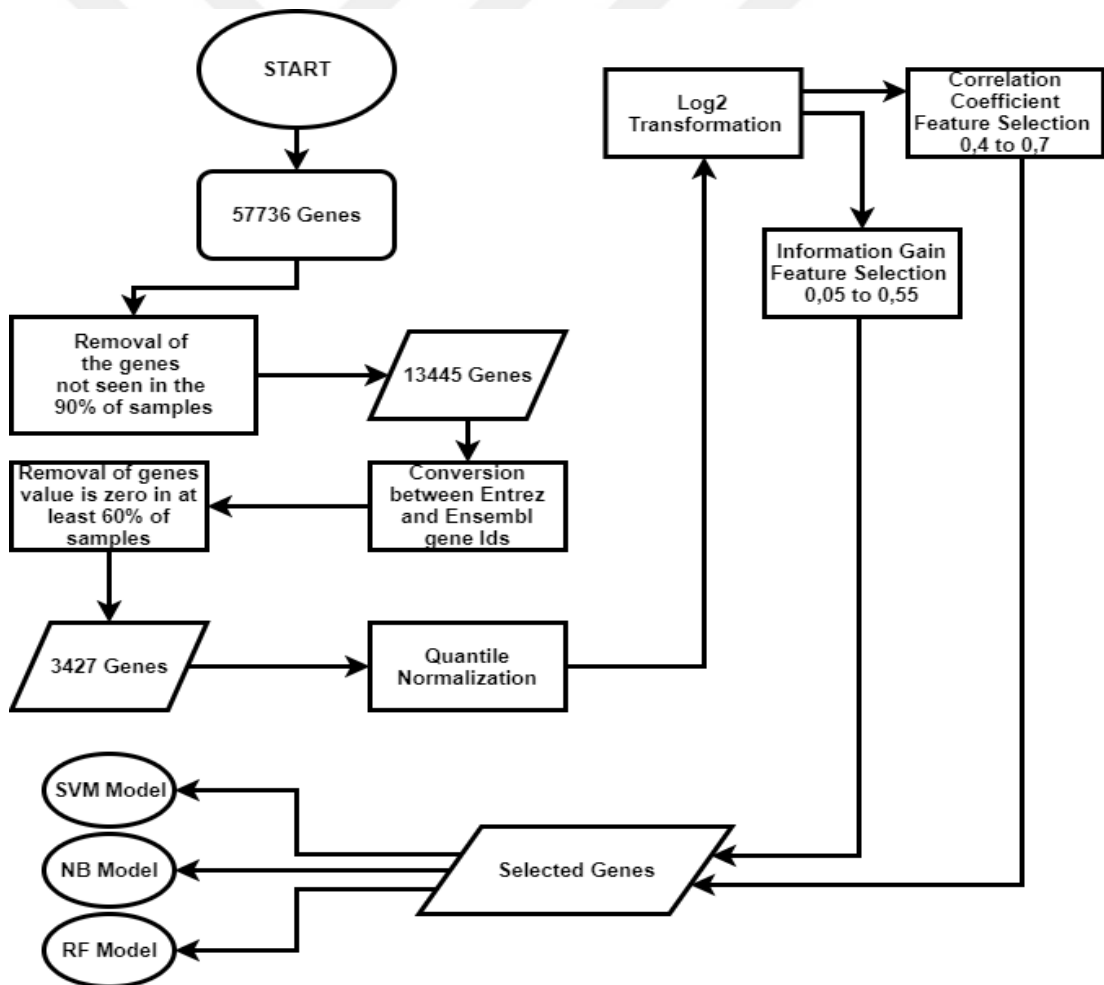 START
57736 Genes
Removal of
the genes
not seen in the
90% of samples
13445 Genes
Conversion
between Entrez
and Ensembl
gene Ids
Removal of genes
value is zero in at
least 60% of
samples
3427 Genes
Quantile
Normalization
Log2
Transformation
Correlation
Coefficient
Feature Selection
0,4 to 0,7
Information Gain
Feature Selection
0,05 to 0,55
Selected Genes
SVM Model
NB Model
RF Model